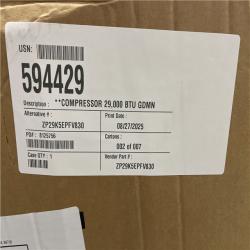 USN:
594429
Description : **COMPRESSOR 29,000 BTU GDMN
Alternative # : Print Date :
ZP29K5EPFV830 08/27/2025
PO# : 8125756 Cartons :
002 of 007
Case QTY : 1 Vendor Part # :
ZP29K5EPFV830